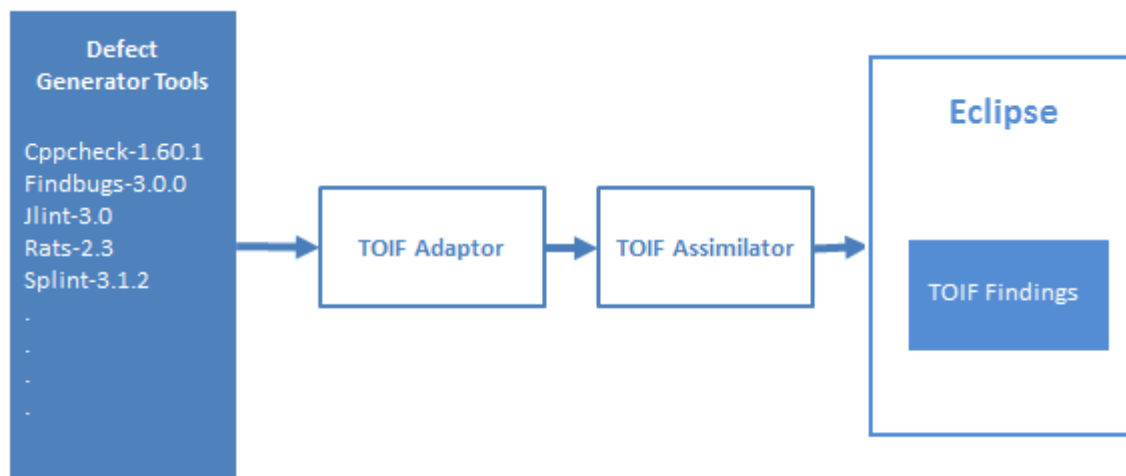 Defect
Generator Tools
Cppcheck-1.60.1
Findbugs-3.0.0
Jlint-3.0
Rats-2.3
Splint-3.1.2
.
.
.
.
TOIF Adaptor
TOIF Assimilator
Eclipse
TOIF Findings